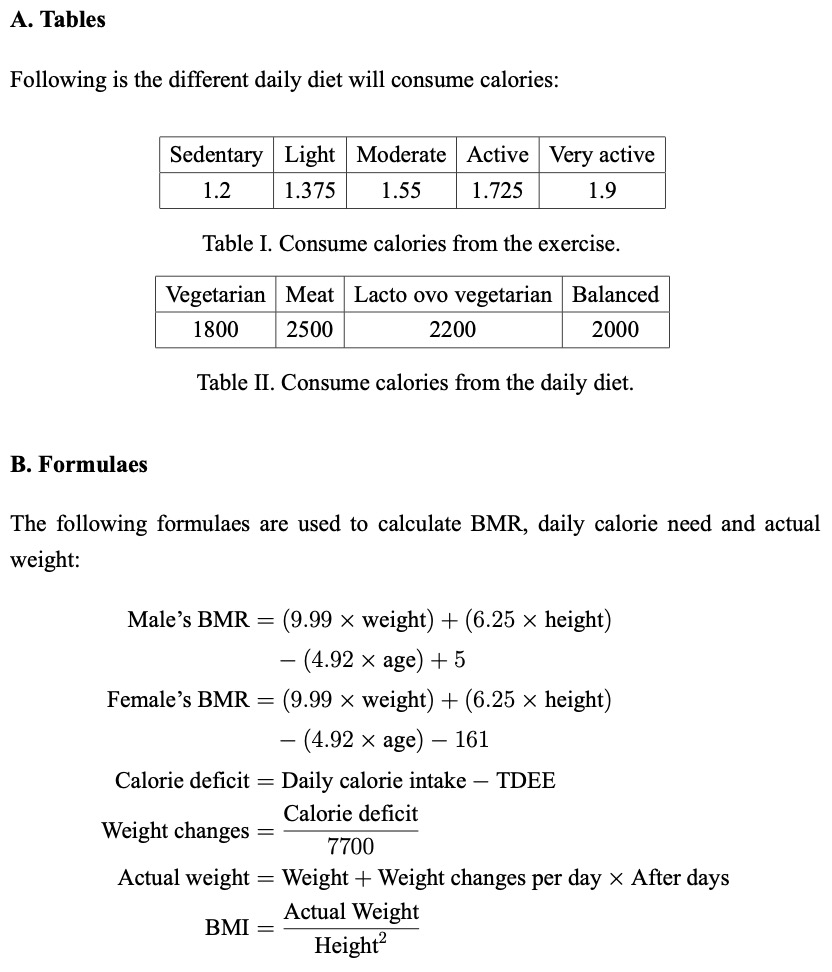 A. Tables
Following is the different daily diet will consume calories:
Sedentary Light Moderate Active Very active
1.2 1.375 1.55 1.725 1.9
Table I. Consume calories from the exercise.
Vegetarian Meat Lacto ovo vegetarian Balanced
1800 2500 2200 2000
Table II. Consume calories from the daily diet.
B. Formulaes
The following formulaes are used to calculate BMR, daily calorie need and actual
weight:
Male’s BMR = (9.99 × weight) + (6.25 × height)
− (4.92 × age) + 5
Female’s BMR = (9.99 × weight) + (6.25 × height)
− (4.92 × age) − 161
Calorie deficit = Daily calorie intake − TDEE
Weight changes = Calorie deficit / 7700
Actual weight = Weight + Weight changes per day × After days
BMI = Actual Weight / Height²